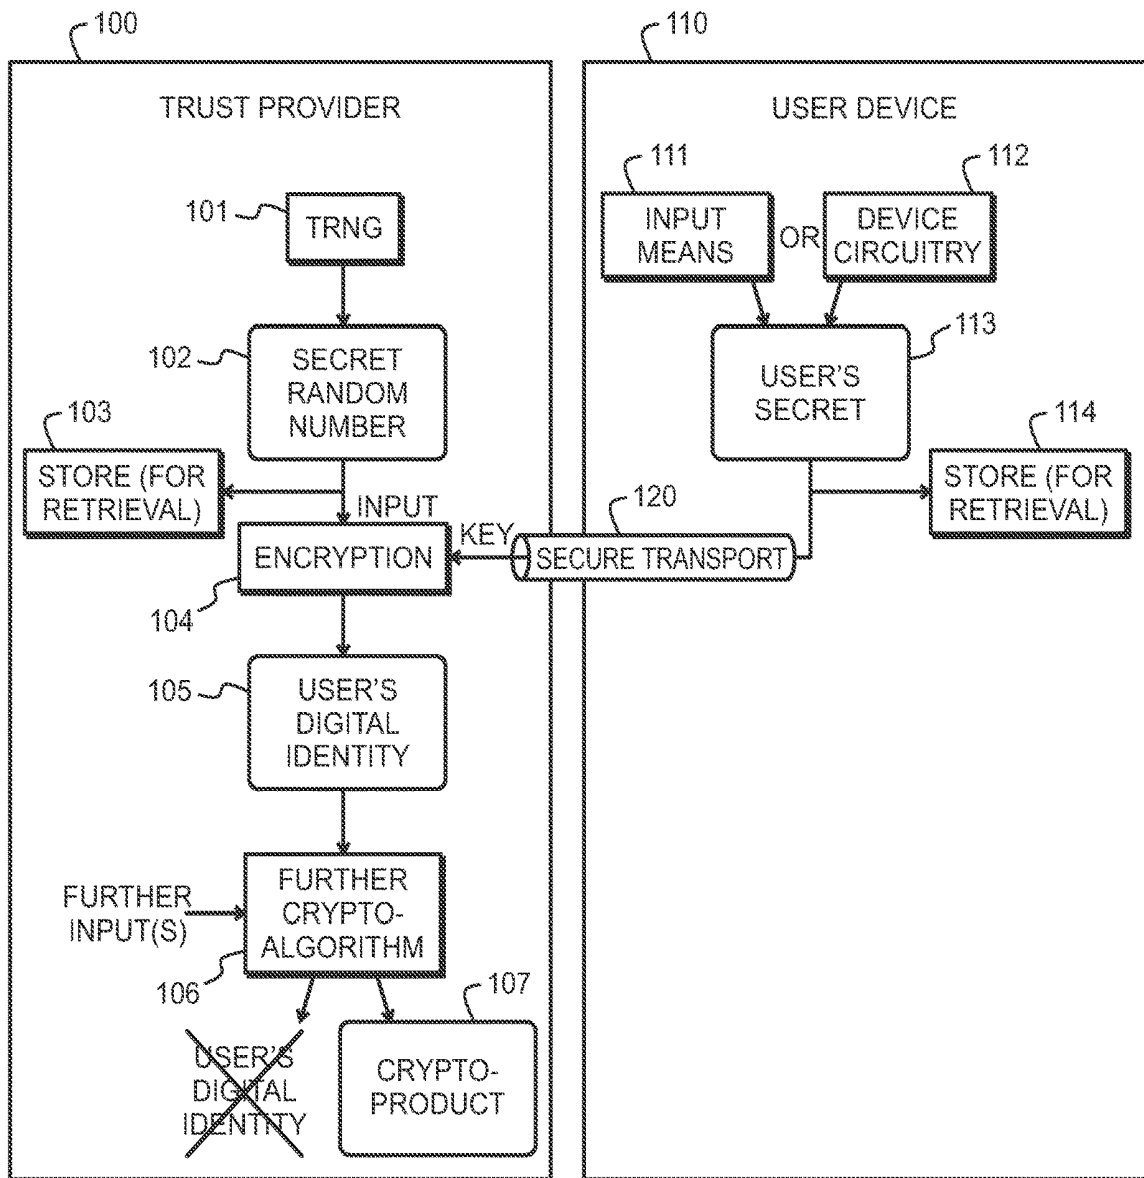 100
110
TRUST PROVIDER
USER DEVICE
101
TRNG
111
112
INPUT
MEANS
OR
DEVICE
CIRCUITRY
102
SECRET
RANDOM
NUMBER
113
USER'S
SECRET
103
STORE (FOR
RETRIEVAL)
114
STORE (FOR
RETRIEVAL)
INPUT
120
KEY
SECURE TRANSPORT
ENCRYPTION
104
105
USER'S
DIGITAL
IDENTITY
FURTHER
INPUT(S)
FURTHER
CRYPTO-
ALGORITHM
106
107
USER'S
DIGITAL
IDENTITY
CRYPTO-
PRODUCT